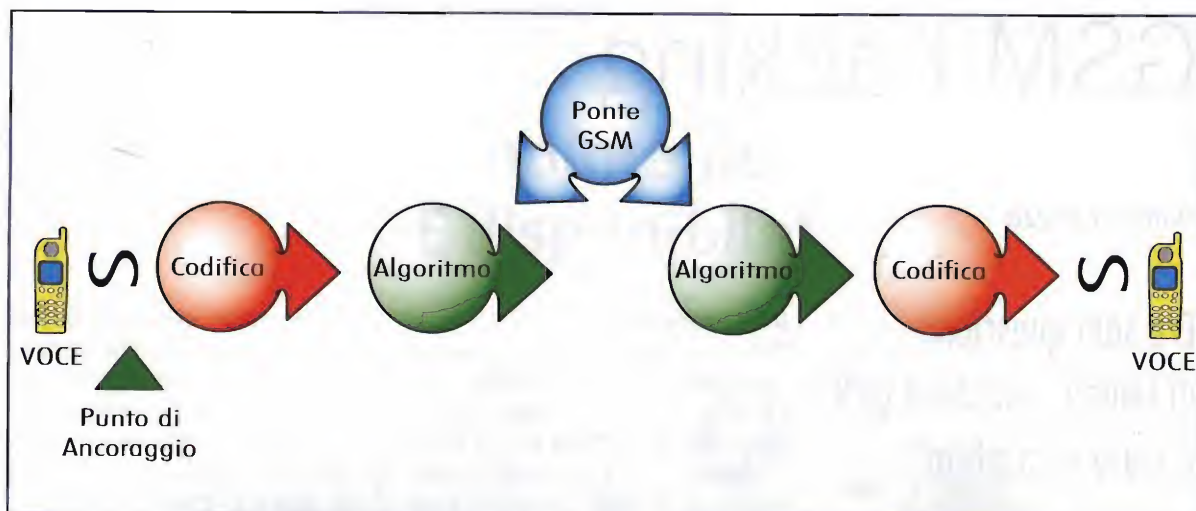 Ponte
GSM
S
Codifica
Algoritmo
Algoritmo
Codifica
S
VOCE
VOCE
Punto di
Ancoraggio